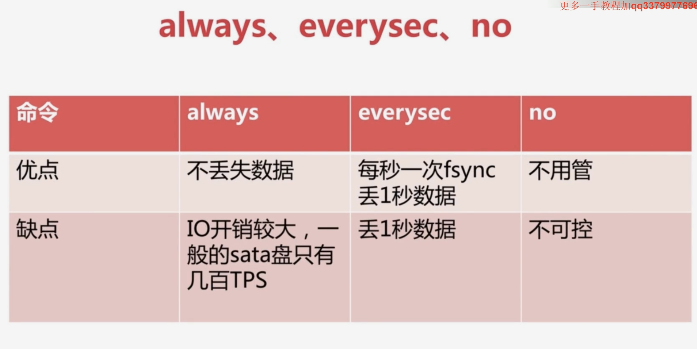 always、everysec、no
命令 always everysec no
优点 不丢失数据 每秒一次fsync 不用管
丢1秒数据
缺点 IO开销较大，一 丢1秒数据 不可控
般的sata盘只有
几百TPS